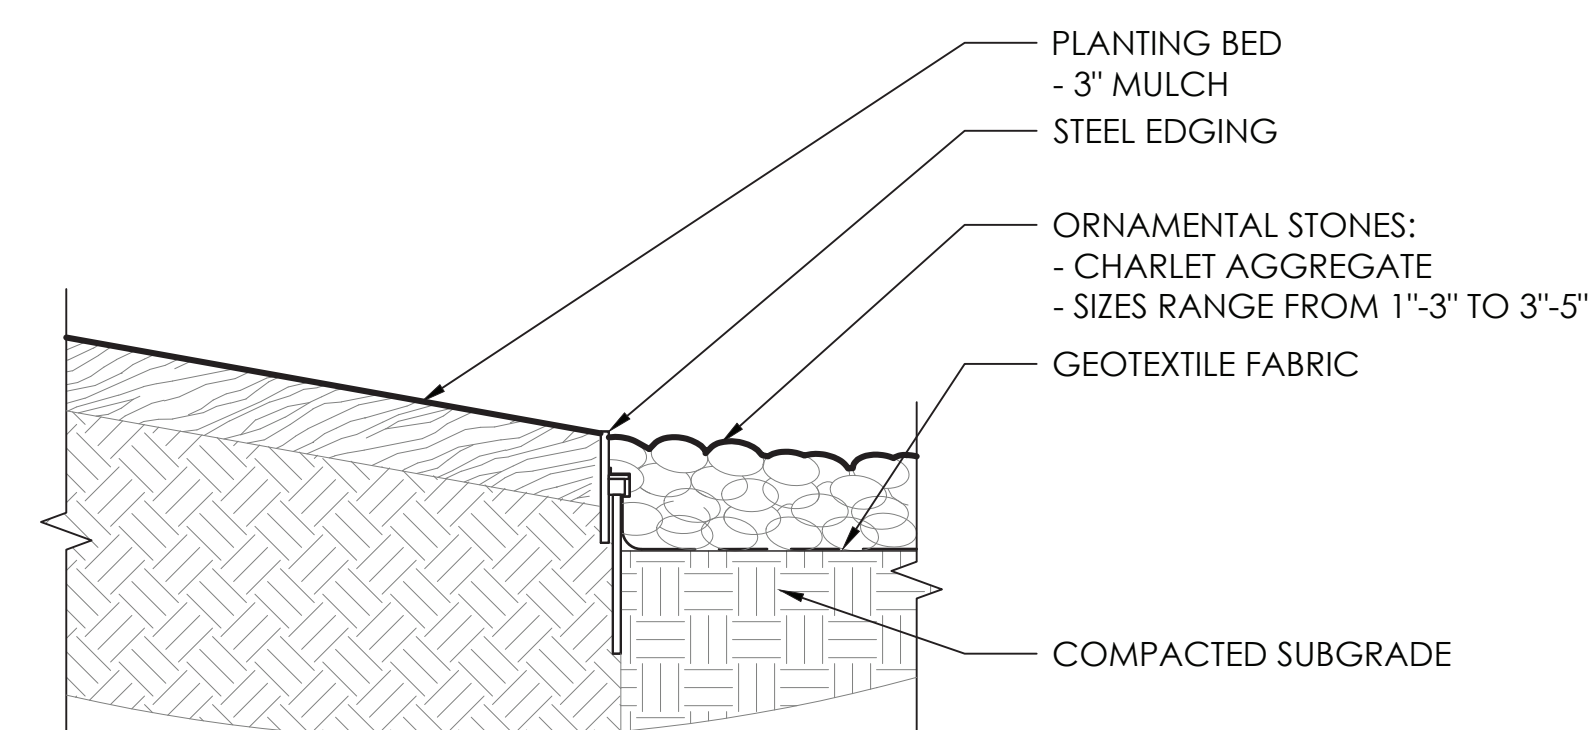 PLANTING BED
- 3" MULCH
STEEL EDGING
ORNAMENTAL STONES:
- CHARLET AGGREGATE
- SIZES RANGE FROM 1"-3" TO 3"-5"
GEOTEXTILE FABRIC
COMPACTED SUBGRADE